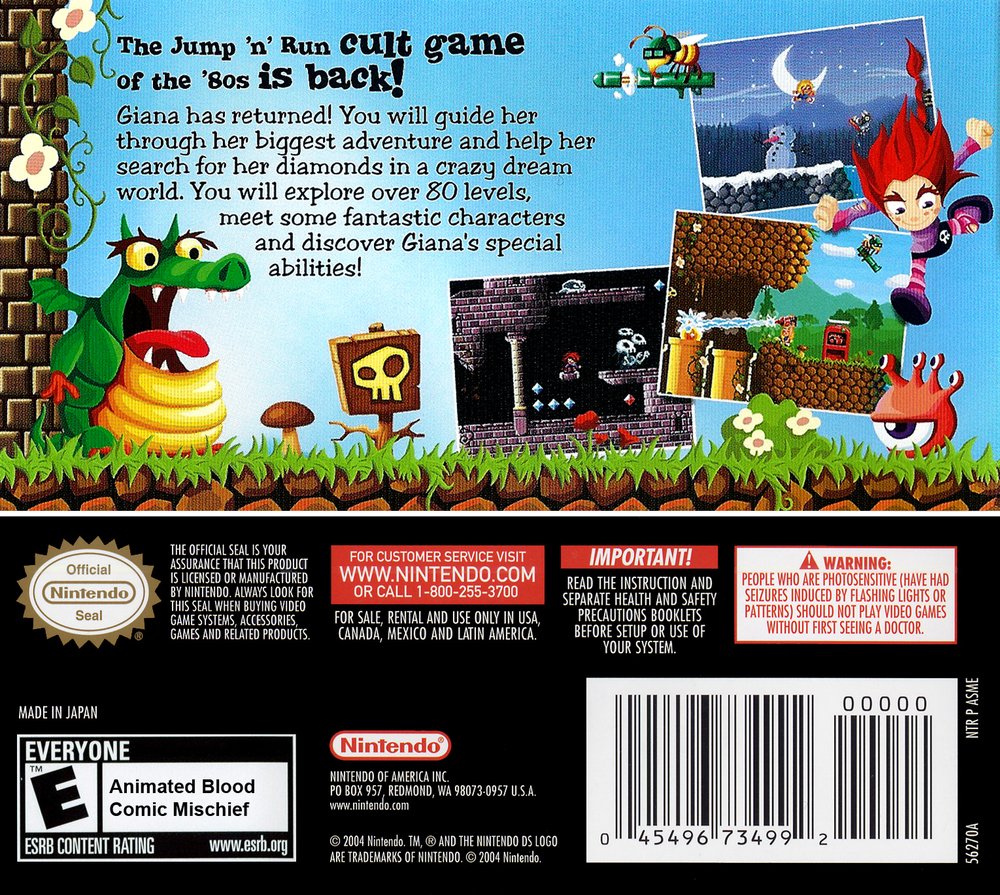 The Jump 'n' Run cult game
of the '80s is back!
Giana has returned! You will guide her
through her biggest adventure and help her
search for her diamonds in a crazy dream
world. You will explore over 80 levels,
meet some fantastic characters
and discover Giana's special
abilities!
Official
Nintendo
Seal
®
THE OFFICIAL SEAL IS YOUR
ASSURANCE THAT THIS PRODUCT
IS LICENSED OR MANUFACTURED
BY NINTENDO. ALWAYS LOOK FOR
THIS SEAL WHEN BUYING VIDEO
GAME SYSTEMS, ACCESSORIES,
GAMES AND RELATED PRODUCTS.
FOR CUSTOMER SERVICE VISIT
WWW.NINTENDO.COM
OR CALL 1-800-255-3700
FOR SALE, RENTAL AND USE ONLY IN USA,
CANADA, MEXICO AND LATIN AMERICA.
IMPORTANT!
READ THE INSTRUCTION AND
SEPARATE HEALTH AND SAFETY
PRECAUTIONS BOOKLETS
BEFORE SETUP OR USE OF
YOUR SYSTEM.
WARNING:
PEOPLE WHO ARE PHOTOSENSITIVE (HAVE HAD
SEIZURES INDUCED BY FLASHING LIGHTS OR
PATTERNS) SHOULD NOT PLAY VIDEO GAMES
WITHOUT FIRST SEEING A DOCTOR.
MADE IN JAPAN
EVERYONE
TM
E
Animated Blood
Comic Mischief
ESRB CONTENT RATING www.esrb.org
Nintendo®
NINTENDO OF AMERICA INC.
PO BOX 957, REDMOND, WA 98073-0957 U.S.A.
www.nintendo.com
© 2004 Nintendo. TM, ® AND THE NINTENDO DS LOGO
ARE TRADEMARKS OF NINTENDO. © 2004 Nintendo.
00000
0 45496 73499 2
NTR P ASME
56270A